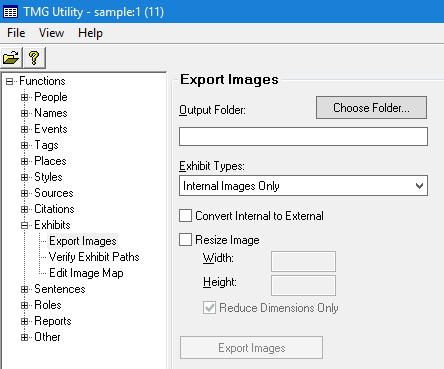 TMG Utility - sample:1 (11)
File View Help
Functions
People
Names
Events
Tags
Places
Styles
Sources
Citations
Exhibits
Export Images
Verify Exhibit Paths
Edit Image Map
Sentences
Roles
Reports
Other
Export Images
Output Folder:
Choose Folder...
Exhibit Types:
Internal Images Only
Convert Internal to External
Resize Image
Width:
Height:
Reduce Dimensions Only
Export Images